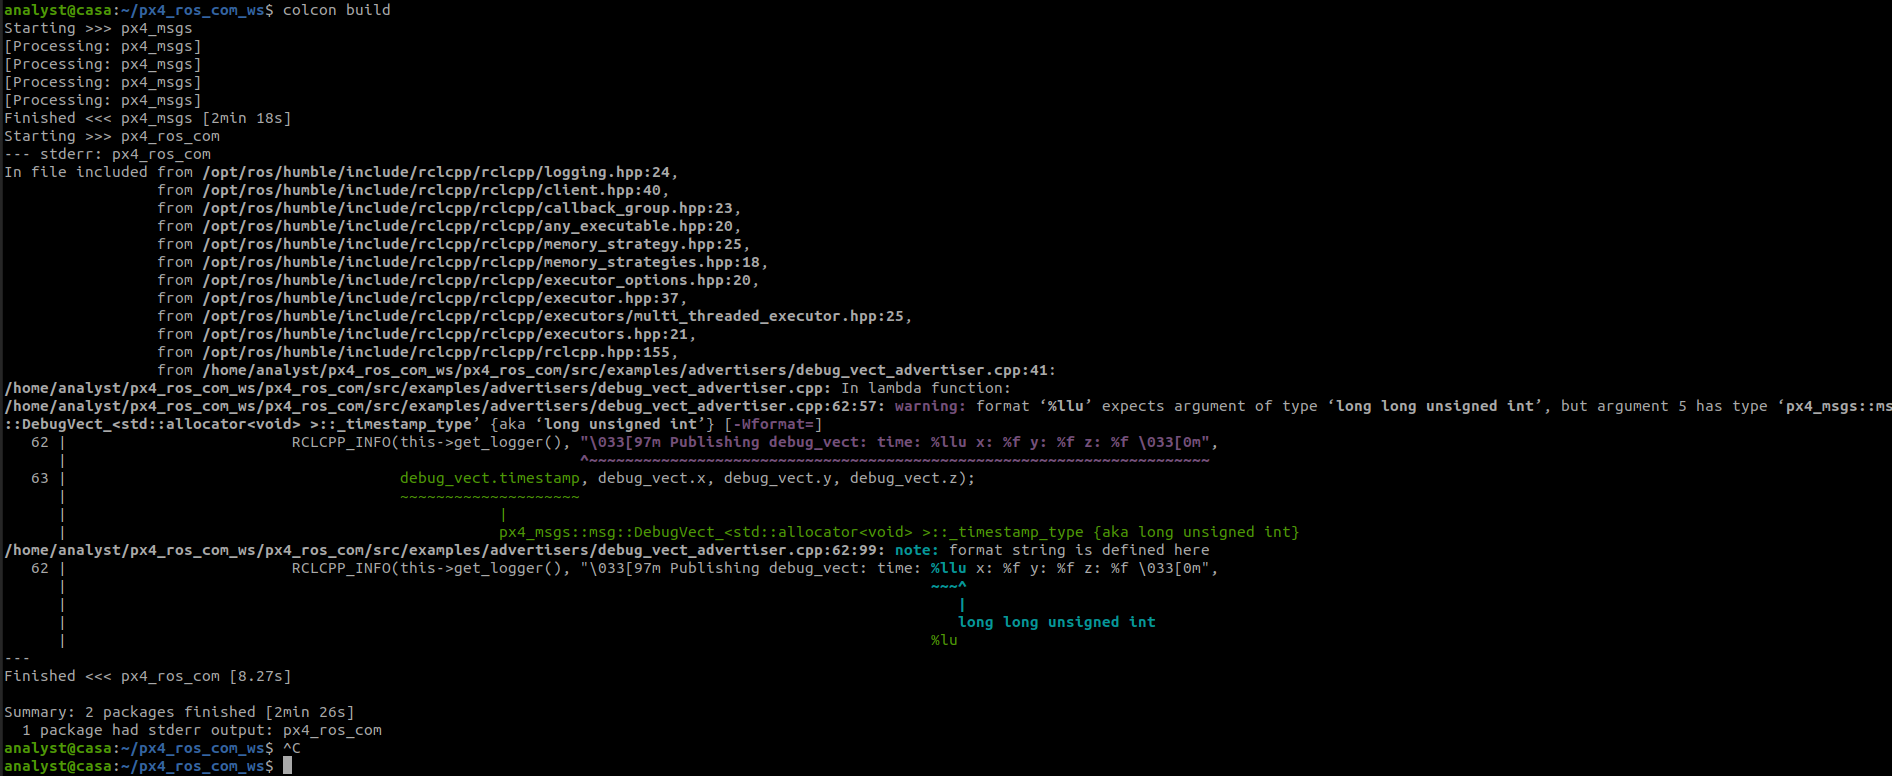 analyst@casa:~/px4_ros_com_ws$ colcon build
Starting >>> px4_msgs
[Processing: px4_msgs]
[Processing: px4_msgs]
[Processing: px4_msgs]
[Processing: px4_msgs]
Finished <<< px4_msgs [2min 18s]
Starting >>> px4_ros_com
--- stderr: px4_ros_com
In file included from /opt/ros/humble/include/rclcpp/rclcpp/logging.hpp:24,
                 from /opt/ros/humble/include/rclcpp/rclcpp/client.hpp:40,
                 from /opt/ros/humble/include/rclcpp/rclcpp/callback_group.hpp:23,
                 from /opt/ros/humble/include/rclcpp/rclcpp/any_executable.hpp:20,
                 from /opt/ros/humble/include/rclcpp/rclcpp/memory_strategy.hpp:25,
                 from /opt/ros/humble/include/rclcpp/rclcpp/memory_strategies.hpp:18,
                 from /opt/ros/humble/include/rclcpp/rclcpp/executor_options.hpp:20,
                 from /opt/ros/humble/include/rclcpp/rclcpp/executor.hpp:37,
                 from /opt/ros/humble/include/rclcpp/rclcpp/executors/multi_threaded_executor.hpp:25,
                 from /opt/ros/humble/include/rclcpp/rclcpp/executors.hpp:21,
                 from /opt/ros/humble/include/rclcpp/rclcpp/rclcpp.hpp:155,
                 from /home/analyst/px4_ros_com_ws/px4_ros_com/src/examples/advertisers/debug_vect_advertiser.cpp:41:
/home/analyst/px4_ros_com_ws/px4_ros_com/src/examples/advertisers/debug_vect_advertiser.cpp: In lambda function:
/home/analyst/px4_ros_com_ws/px4_ros_com/src/examples/advertisers/debug_vect_advertiser.cpp:62:57: warning: format ‘%llu’ expects argument of type ‘long long unsigned int’, but argument 5 has type ‘px4_msgs::ms
::DebugVect_<std::allocator<void> >::_timestamp_type’ {aka ‘long unsigned int’} [-Wformat=]
   62 |                         RCLCPP_INFO(this->get_logger(), "\033[97m Publishing debug_vect: time: %llu x: %f y: %f z: %f \033[0m",
      |                                                         ^~~~~~~~~~~~~~~~~~~~~~~~~~~~~~~~~~~~~~~~~~~~~~~~~~~~~~~~~~~~~~~~~~~~~~
   63 |                                     debug_vect.timestamp, debug_vect.x, debug_vect.y, debug_vect.z);
      |                                     ~~~~~~~~~~~~~~~~~~~~
      |                                                |
      |                                                px4_msgs::msg::DebugVect_<std::allocator<void> >::_timestamp_type {aka long unsigned int}
/home/analyst/px4_ros_com_ws/px4_ros_com/src/examples/advertisers/debug_vect_advertiser.cpp:62:99: note: format string is defined here
   62 |                         RCLCPP_INFO(this->get_logger(), "\033[97m Publishing debug_vect: time: %llu x: %f y: %f z: %f \033[0m",
      |                                                                                                ~~~^
      |                                                                                                   |
      |                                                                                                   long long unsigned int
      |                                                                                                %lu
---
Finished <<< px4_ros_com [8.27s]

Summary: 2 packages finished [2min 26s]
  1 package had stderr output: px4_ros_com
analyst@casa:~/px4_ros_com_ws$ ^C
analyst@casa:~/px4_ros_com_ws$